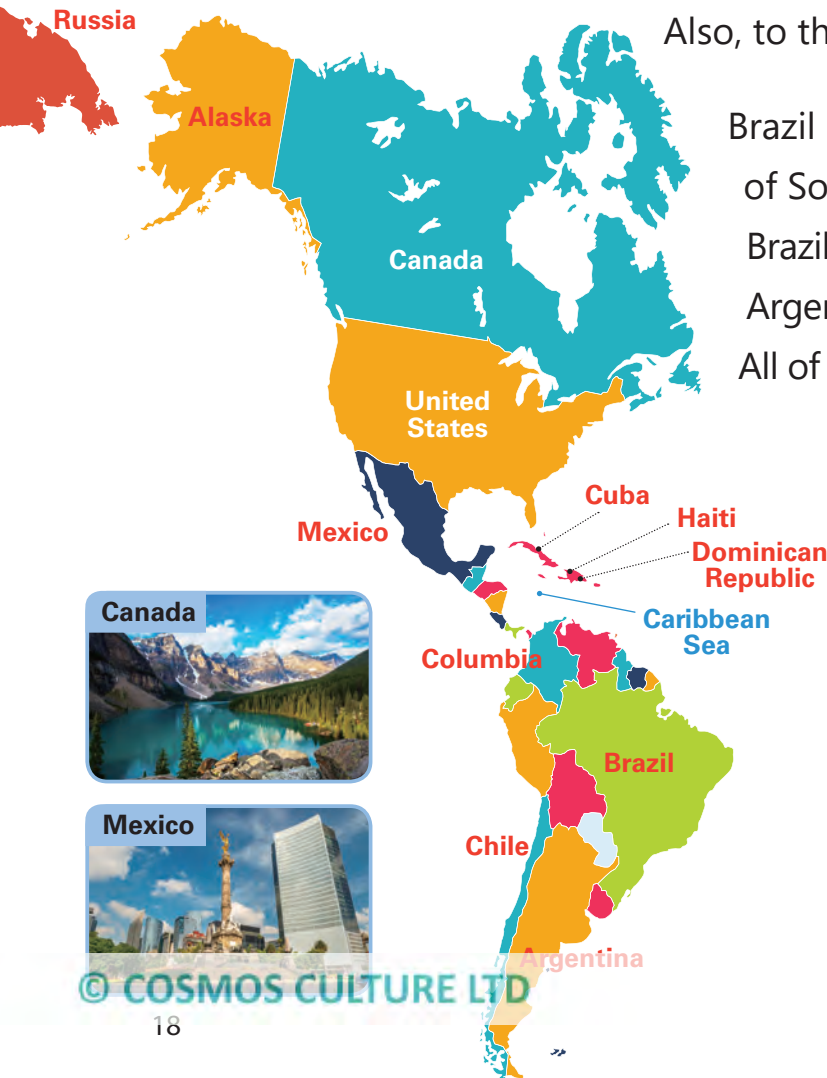 Russia
Also, to th
Alaska
Brazil
of So
Canada
Brazil
Argen
All of
United
States
Cuba
Mexico
Haiti
Dominican
Republic
Canada
Caribbean
Sea
Columbia
Brazil
Mexico
Chile
Argentina
© COSMOS CULTURE LTD
18